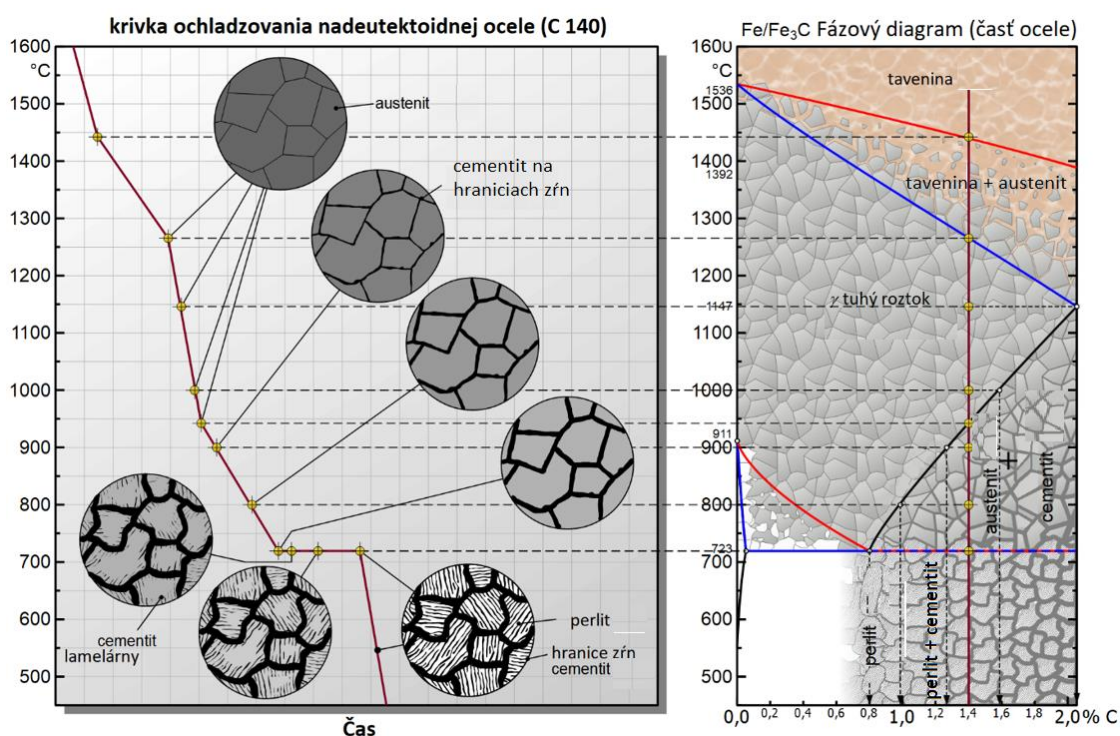 krivka ochladzovania nadeutektoidnej ocele (C 140)
1600
°C
1500
1400
1300
1200
1100
1000
900
800
700
600
500
austenit
cementit na
hraniciach zŕn
cementit
lamelárny
perlit
hranice zŕn
cementit
Čas
Fe/Fe₃C Fázový diagram (časť ocele)
160U
°C
1536
1500
1400
1392
1300
1200
1147
1100
1000
911
900
800
723
700
600
500
tavenina
tavenina + austenit
γ tuhý roztok
austenit
+
cementit
perlit
perlit + cementit
0,0
0,2
0,4
0,6
0,8
1,0
1,2
1,4
1,6
1,8
2,0 % C